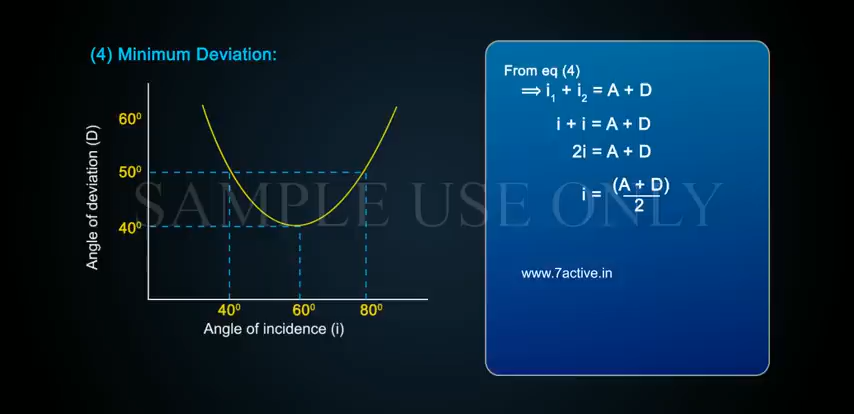 (4) Minimum Deviation:
60⁰
50⁰
40⁰
Angle of deviation (D)
40⁰ 60⁰ 80⁰
Angle of incidence (i)
From eq (4)
⟹ i₁ + i₂ = A + D
i + i = A + D
2i = A + D
i = (A + D)
2
www.7active.in
SAMPLE USE ONLY